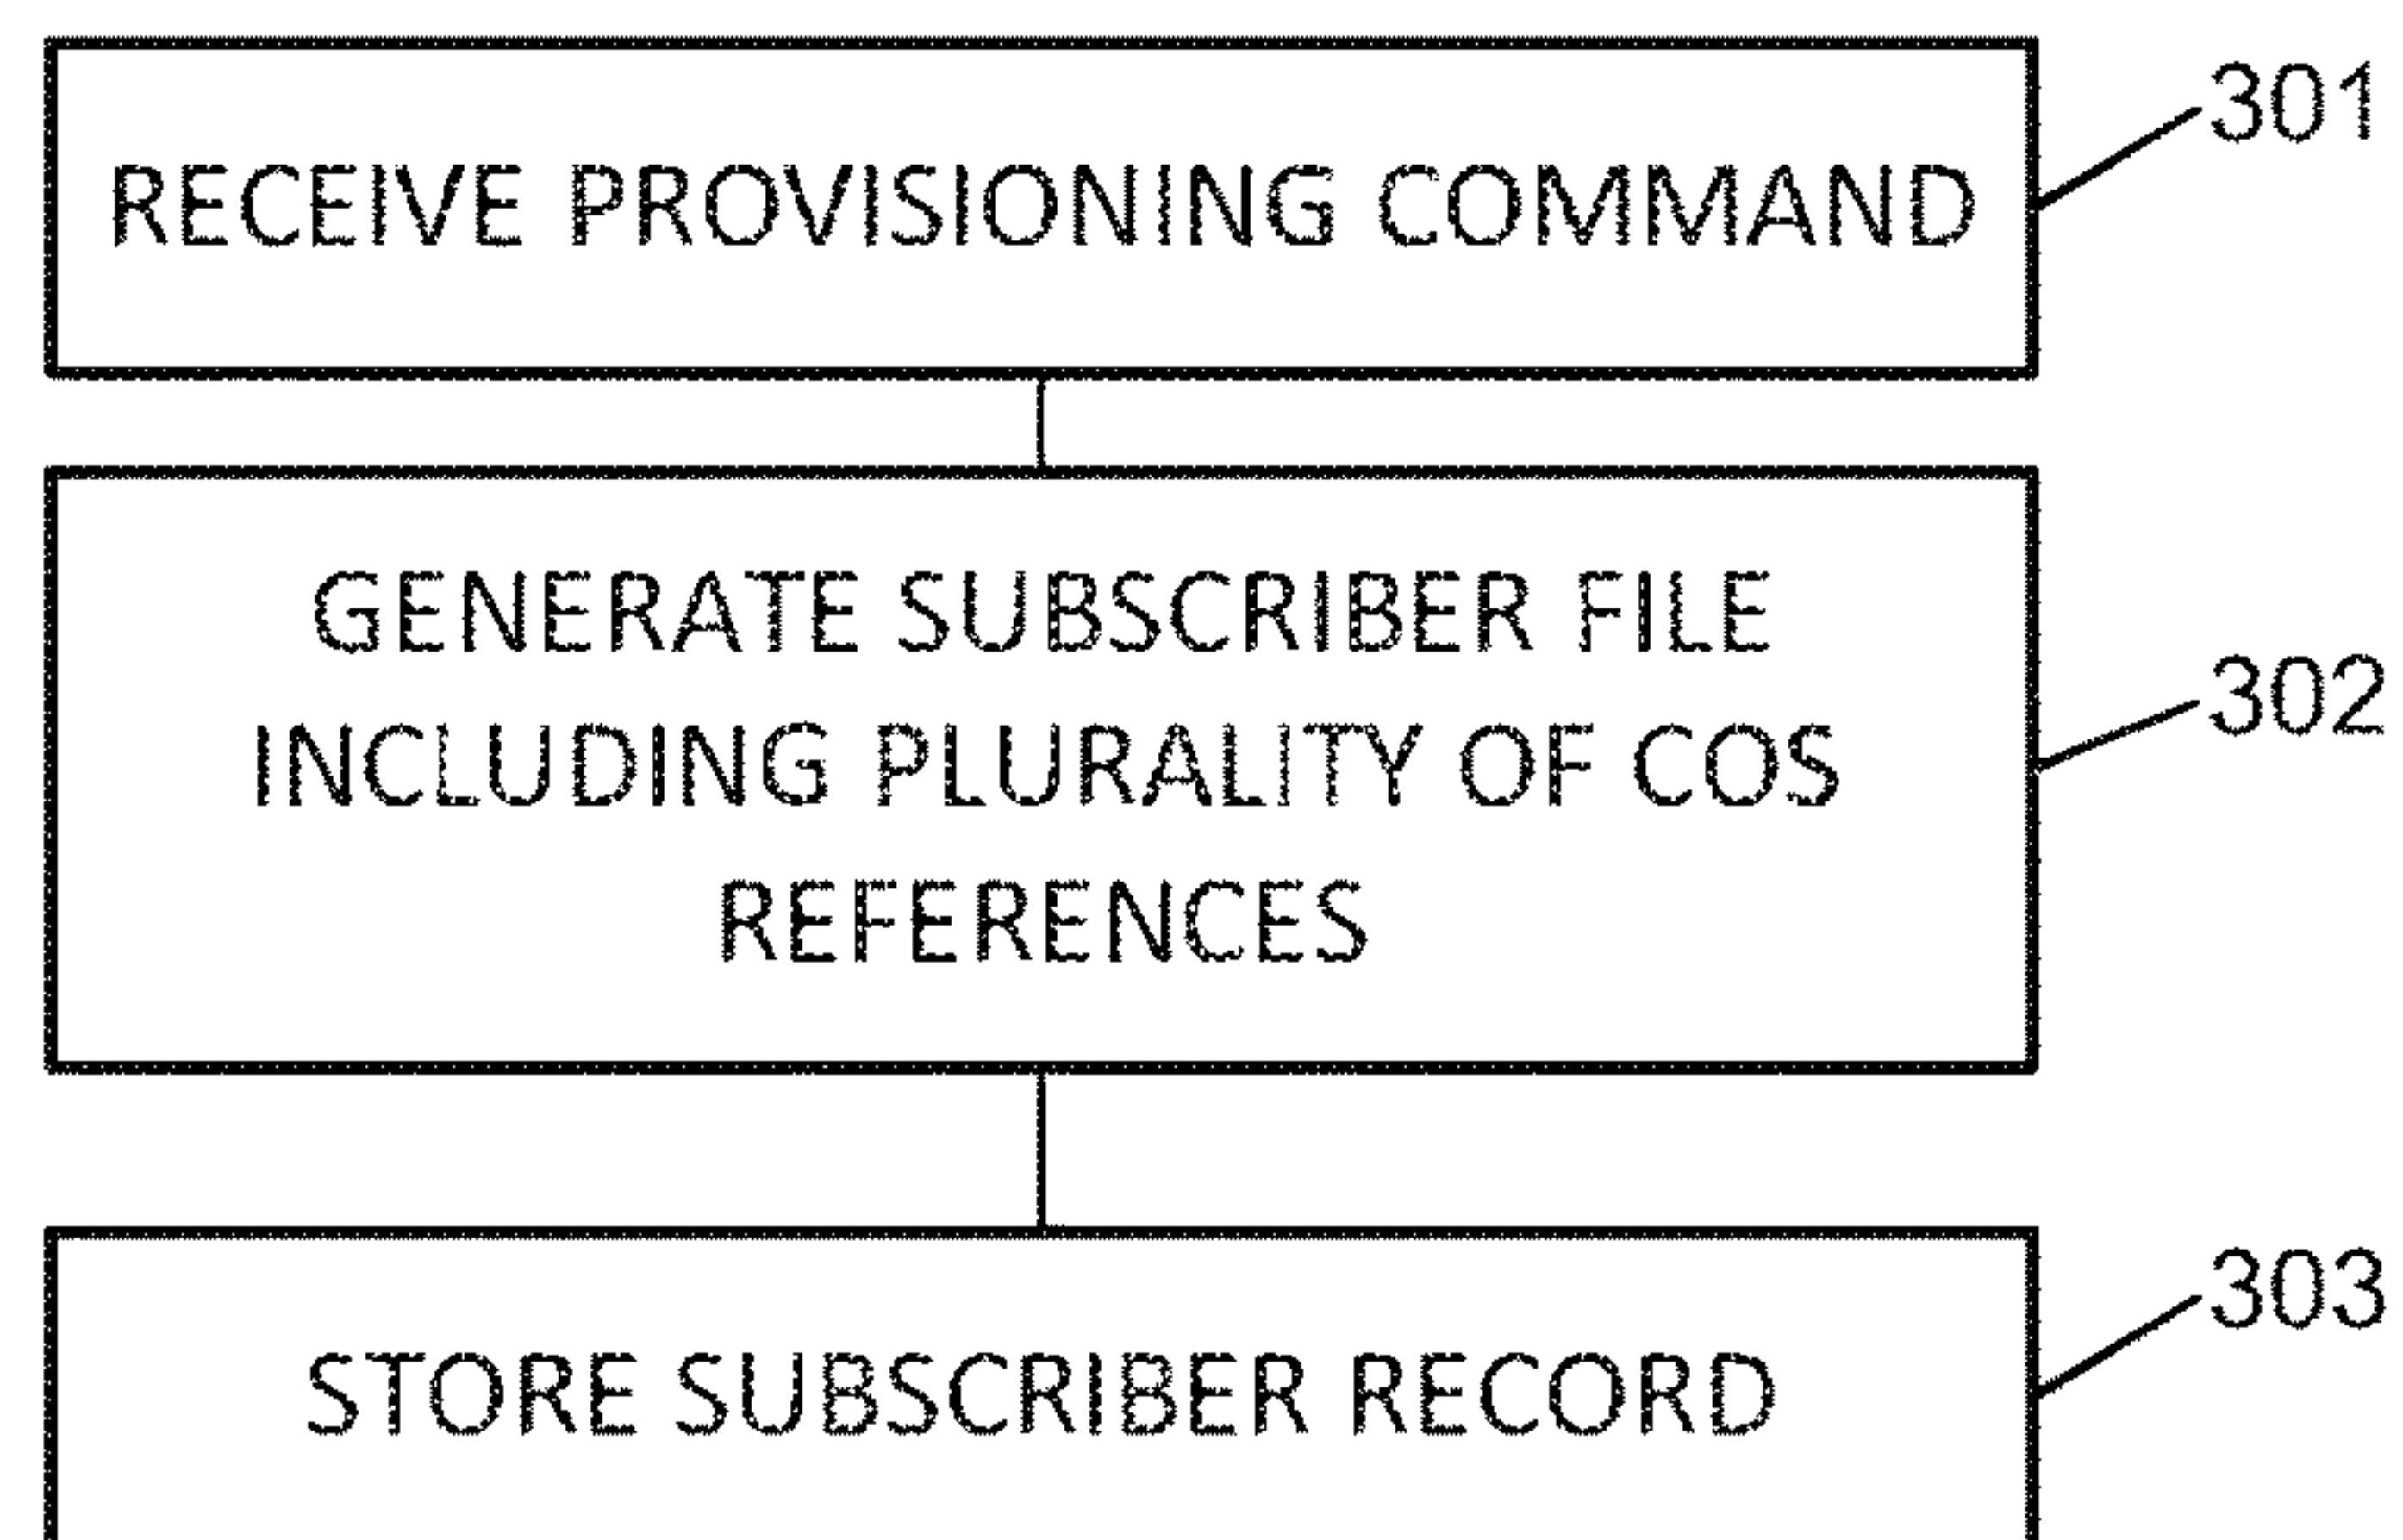 RECEIVE PROVISIONING COMMAND
301
GENERATE SUBSCRIBER FILE
INCLUDING PLURALITY OF COS
REFERENCES
302
STORE SUBSCRIBER RECORD
303